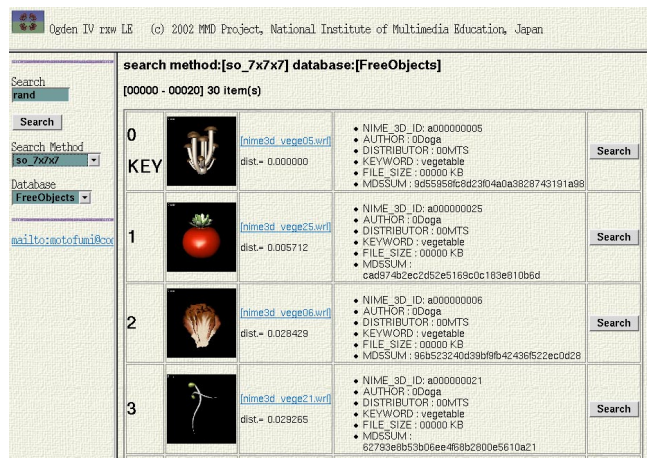 Ogden IV rxw LE (c) 2002 MMD Project, National Institute of Multimedia Education, Japan
Search
rand
Search
Search Method
so_7x7x7
Database
FreeObjects
mailto:motofumi@co
search method:[so_7x7x7] database:[FreeObjects]
[00000 - 00020] 30 item(s)
0
KEY
[nime3d_vege05.wrl]
dist.= 0.000000
NIME_3D_ID: a000000005
AUTHOR : 0Doga
DISTRIBUTOR : 00MTS
KEYWORD : vegetable
FILE_SIZE : 00000 KB
MD5SUM : 9d55958fc8d23f04a0a3828743191a98
Search
1
[nime3d_vege25.wrl]
dist.= 0.005712
NIME_3D_ID: a000000025
AUTHOR : 0Doga
DISTRIBUTOR : 00MTS
KEYWORD : vegetable
FILE_SIZE : 00000 KB
MD5SUM :
cad974b2ec2d52e5169c0c183e810b6d
Search
2
[nime3d_vege06.wrl]
dist.= 0.028429
NIME_3D_ID: a000000006
AUTHOR : 0Doga
DISTRIBUTOR : 00MTS
KEYWORD : vegetable
FILE_SIZE : 00000 KB
MD5SUM : 96b523240d39bf9fb42436f522ec0d28
Search
3
[nime3d_vege21.wrl]
dist.= 0.029265
NIME_3D_ID: a000000021
AUTHOR : 0Doga
DISTRIBUTOR : 00MTS
KEYWORD : vegetable
FILE_SIZE : 00000 KB
MD5SUM :
62793e8b53b06ee4f68b2800e5610a21
Search